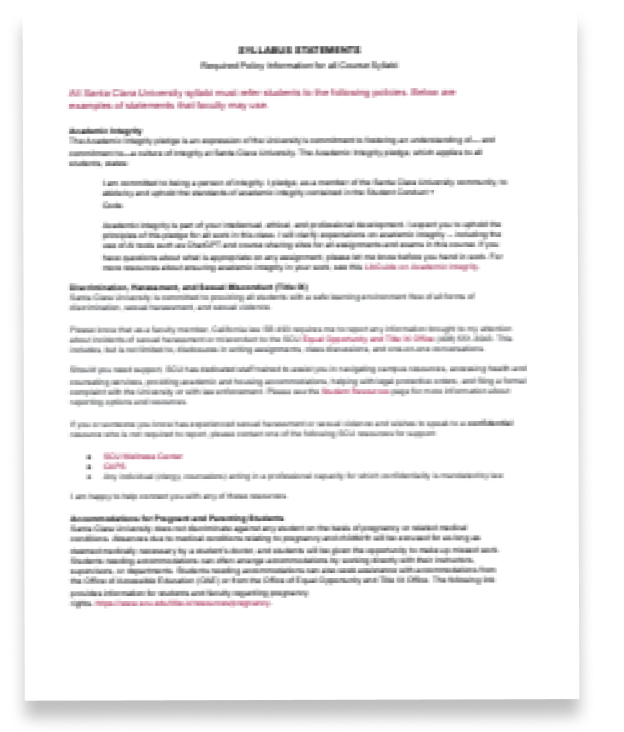 SYLLABUS STATEMENTS
Required Policy Information for all Course Syllabi
All Santa Clara University syllabi must refer students to the following policies. Below are
examples of statements that faculty may use.
Academic Integrity
The Academic Integrity pledge is an expression of the University's commitment to fostering an understanding of— and
commitment to—a culture of integrity at Santa Clara University. The Academic Integrity pledge, which applies to all
students, states:
I am committed to being a person of integrity. I pledge, as a member of the Santa Clara University community, to
abide by and uphold the standards of academic integrity contained in the Student Conduct
Code.
Academic integrity is part of your intellectual, ethical, and professional development. I expect you to uphold the
principles of this pledge for all work in this class. I will clarify expectations on academic integrity – including the
use of AI tools such as ChatGPT and course sharing sites for all assignments and exams in this course. If you
have questions about what is appropriate on any assignment, please let me know before you hand in work. For
more resources about ensuring academic integrity in your work, see this LibGuide on Academic Integrity.
Discrimination, Harassment, and Sexual Misconduct (Title IX)
Santa Clara University is committed to providing all students with a safe learning environment free of all forms of
discrimination, sexual harassment, and sexual violence.
Please know that as a faculty member, California law requires me to report any information brought to my attention
about incidents of sexual harassment or misconduct to the SCU Equal Opportunity and Title IX Office. This
includes, but is not limited to, disclosures in writing assignments, class discussions, and one-on-one conversations.
Should you need support, SCU has dedicated staff trained to assist you in navigating campus resources, accessing health and
counseling services, providing academic and housing accommodations, helping with legal protective orders, and filing a formal
complaint with the University or with law enforcement. Please see the Student Resources page for more information about
reporting options and resources.
If you or someone you know has experienced sexual harassment or sexual violence and wishes to speak to a confidential
resource who is not required to report, please contact one of the following SCU resources for support:
SCU Wellness Center
CAPS
Any individual (clergy, counselors) acting in a professional capacity for which confidentiality is mandated by law
I am happy to help connect you with any of these resources.
Accommodations for Pregnant and Parenting Students
Santa Clara University does not discriminate against any student on the basis of pregnancy or related medical
conditions. Absences due to medical conditions relating to pregnancy and childbirth will be excused for as long as
deemed medically necessary by a student's doctor, and students will be given the opportunity to make up missed work.
Students needing accommodations can often arrange accommodations by working directly with their instructors,
supervisors, or departments. Students needing accommodations can also seek assistance with accommodations from
the Office of Accessible Education (OAE) or from the Office of Equal Opportunity and Title IX Office. The following link
provides information for students and faculty regarding pregnancy
rights.